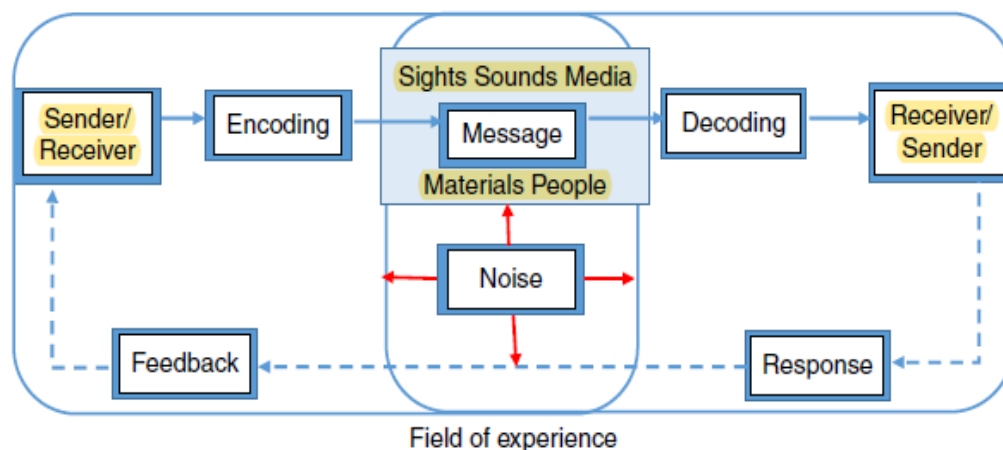 Sights Sounds Media
Sender/
Receiver
Encoding
Message
Decoding
Receiver/
Sender
Materials People
Noise
Feedback
Response
Field of experience